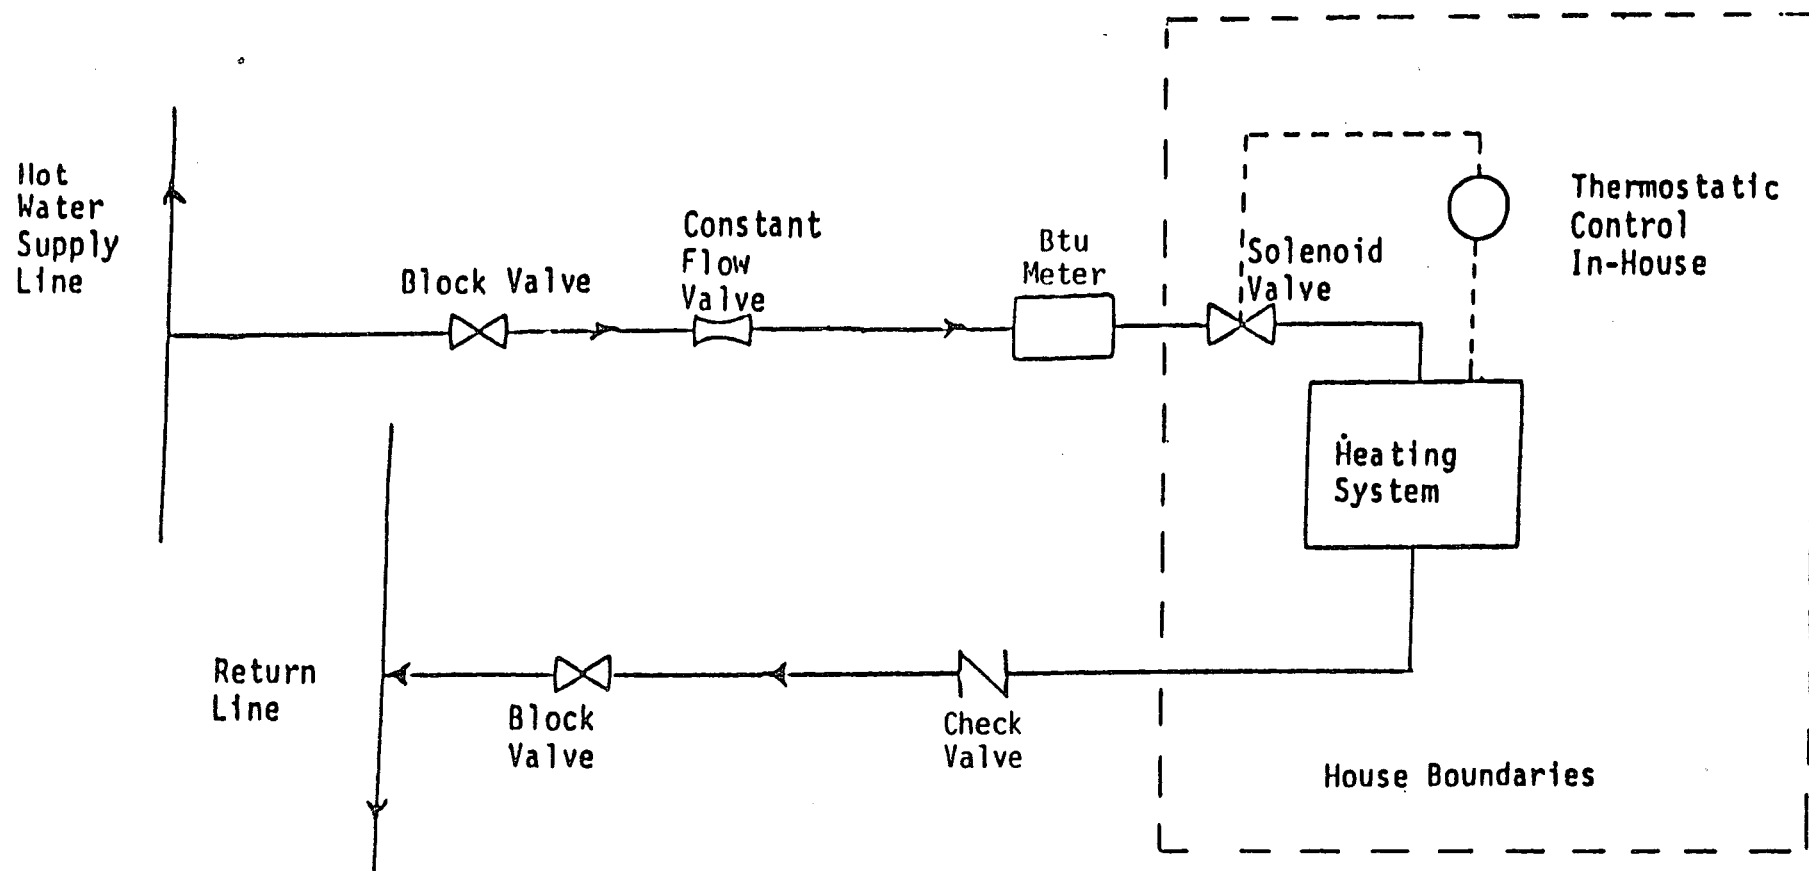 Hot
Water
Supply
Line
Block Valve
Constant
Flow
Valve
Btu
Meter
Solenoid
Valve
Thermostatic
Control
In-House
Heating
System
Return
Line
Block
Valve
Check
Valve
House Boundaries